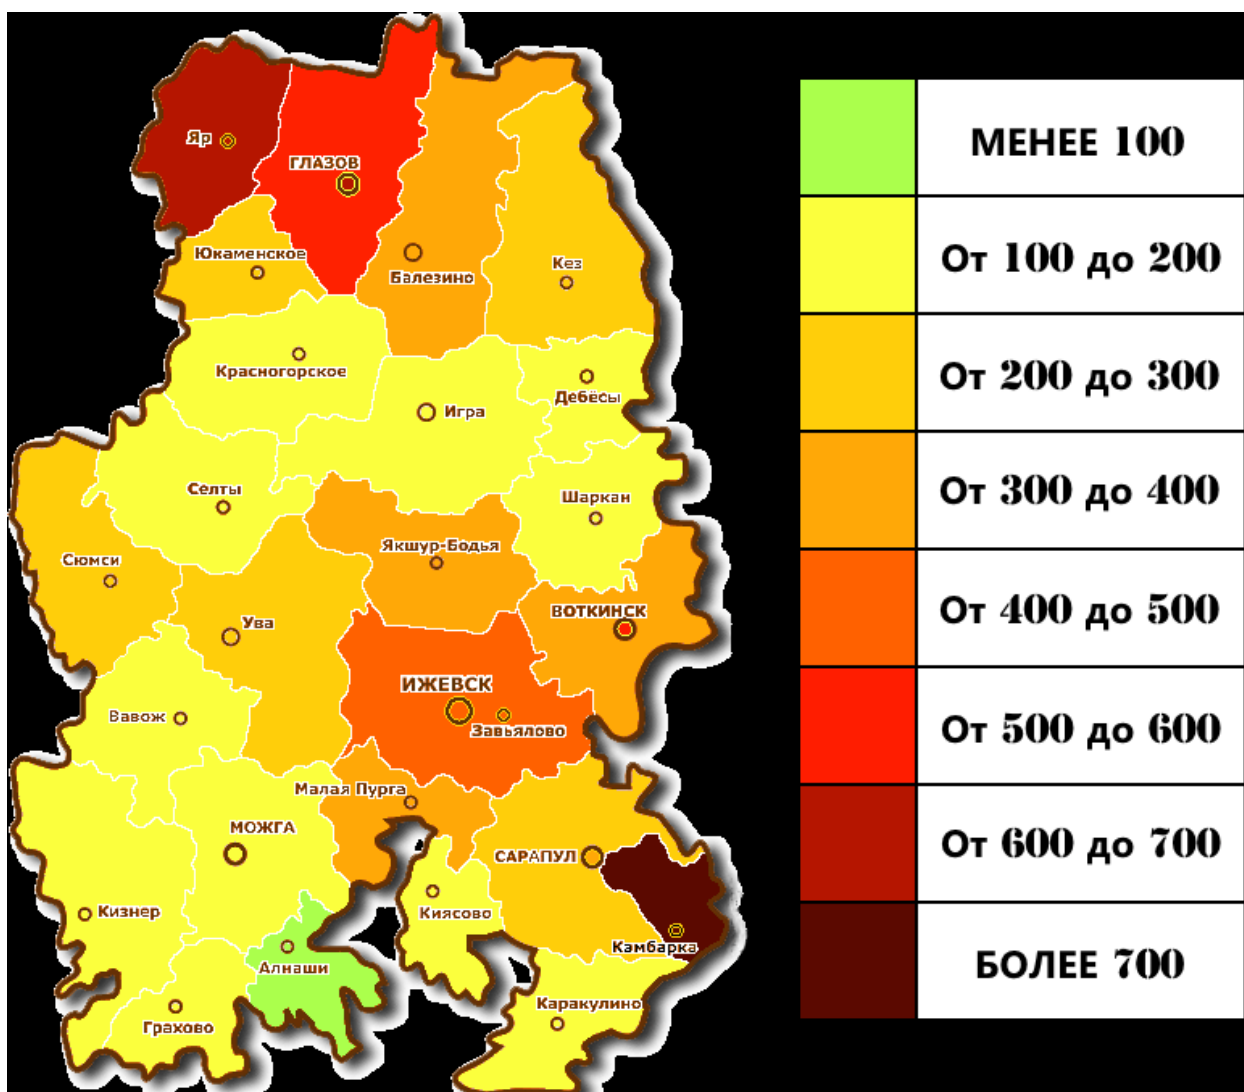 Яр
ГЛАЗОВ
Юкаменское
Балезино
Кез
Красногорское
Игра
Дебёсы
Селты
Шаркан
Сюмси
Якшур-Бодья
Ува
ВОТКИНСК
ИЖЕВСК
Завьялово
Вавож
Малая Пурга
МОЖГА
САРАПУЛ
Кизнер
Киясово
Камбарка
Алнаши
Грахово
Каракулино
МЕНЕЕ 100
От 100 до 200
От 200 до 300
От 300 до 400
От 400 до 500
От 500 до 600
От 600 до 700
БОЛЕЕ 700